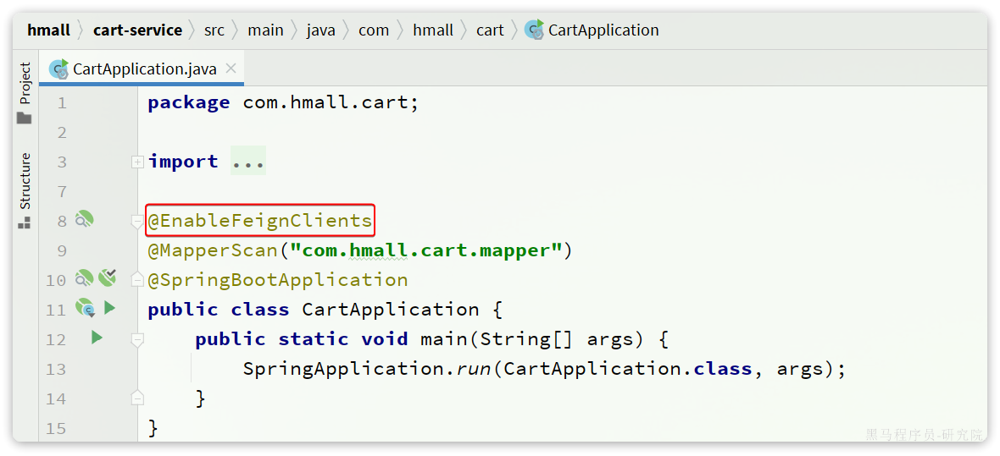 hmall 〉 cart-service 〉 src 〉 main 〉 java 〉 com 〉 hmall 〉 cart 〉 CartApplication
CartApplication.java
Project
Structure
1 package com.hmall.cart;
2
3 import ...
7
8 @EnableFeignClients
9 @MapperScan("com.hmall.cart.mapper")
10 @SpringBootApplication
11 public class CartApplication {
12     public static void main(String[] args) {
13         SpringApplication.run(CartApplication.class, args);
14     }
15 }
黑马程序员-研究院